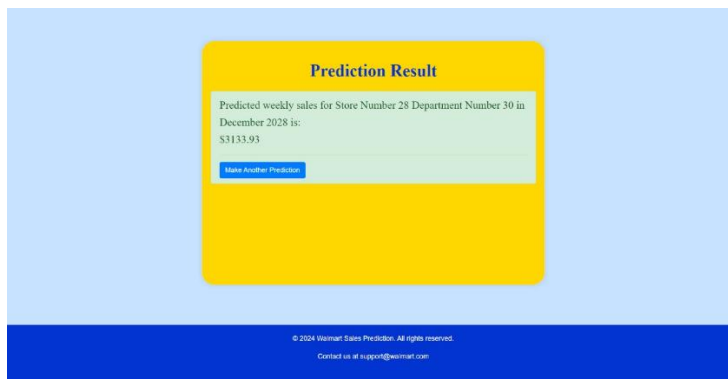 Prediction Result
Predicted weekly sales for Store Number 28 Department Number 30 in
December 2028 is:
$3133.93
Make Another Prediction
© 2024 Walmart Sales Prediction. All rights reserved.
Contact us at support@walmart.com